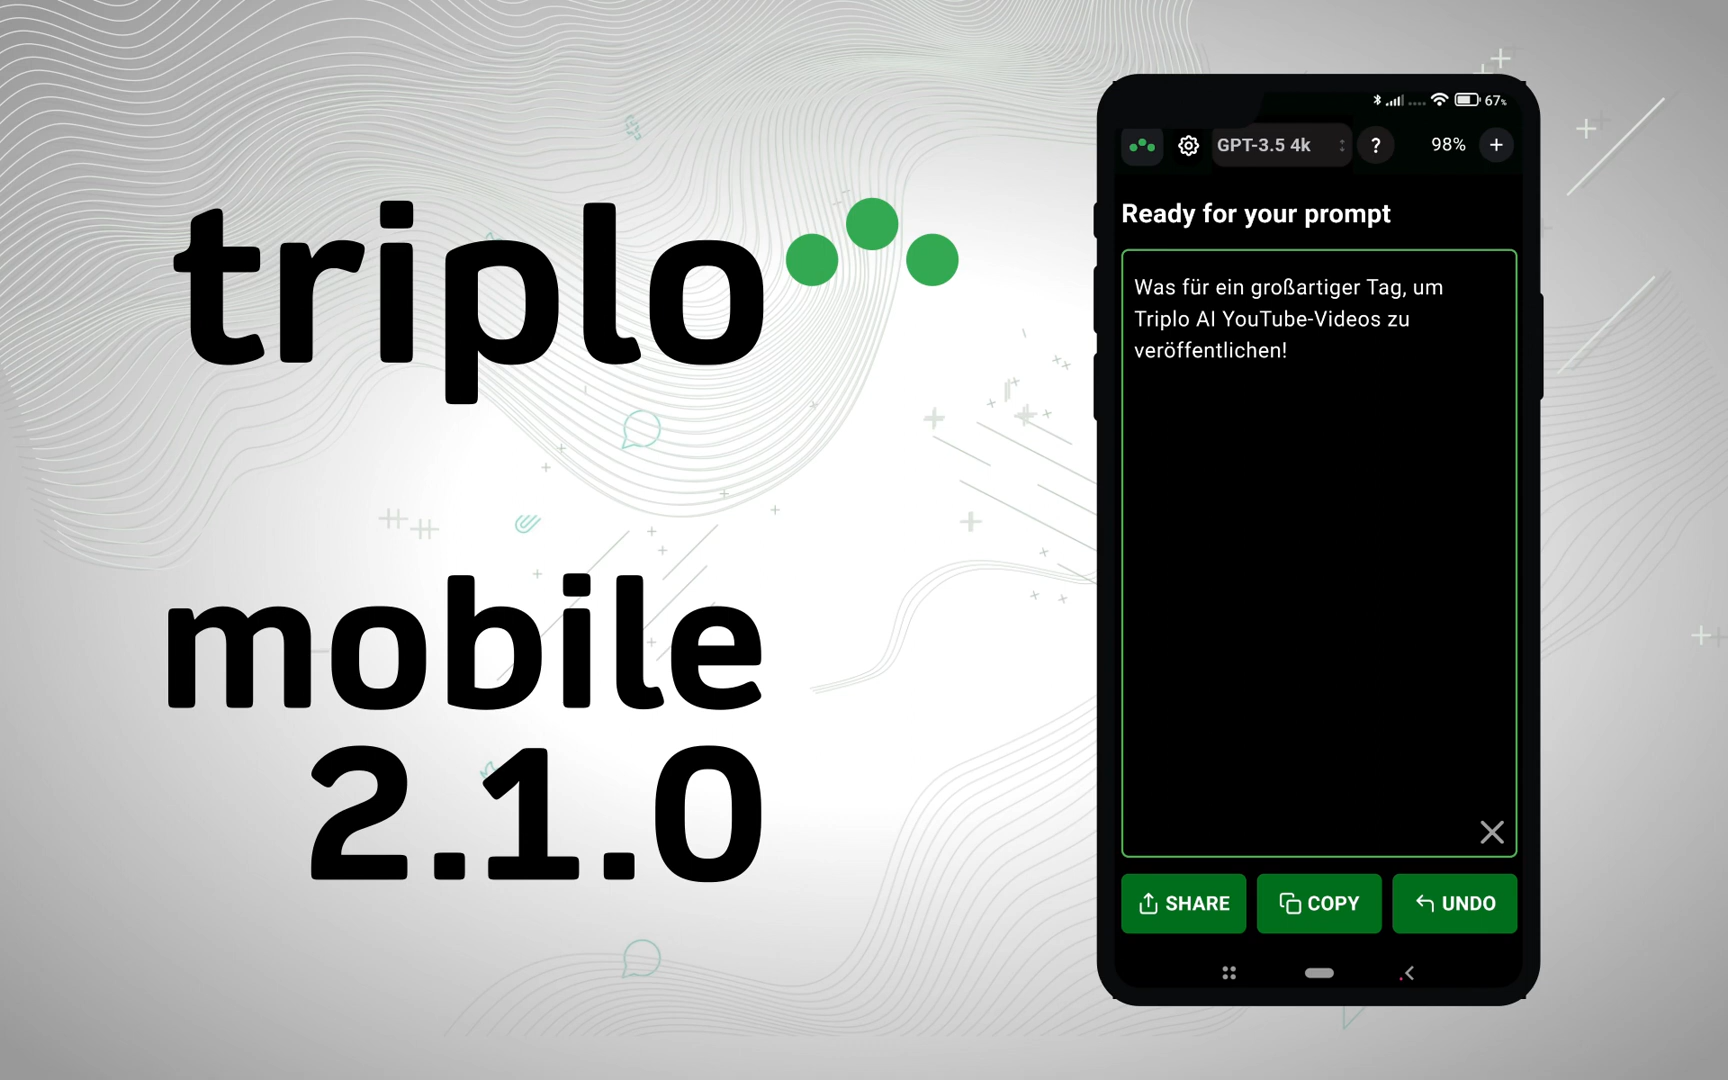 triplo
mobile
2.1.0
67%
GPT-3.5 4k
?
98%
+
Ready for your prompt
Was für ein großartiger Tag, um
Triplo AI YouTube-Videos zu
veröffentlichen!
SHARE
COPY
UNDO